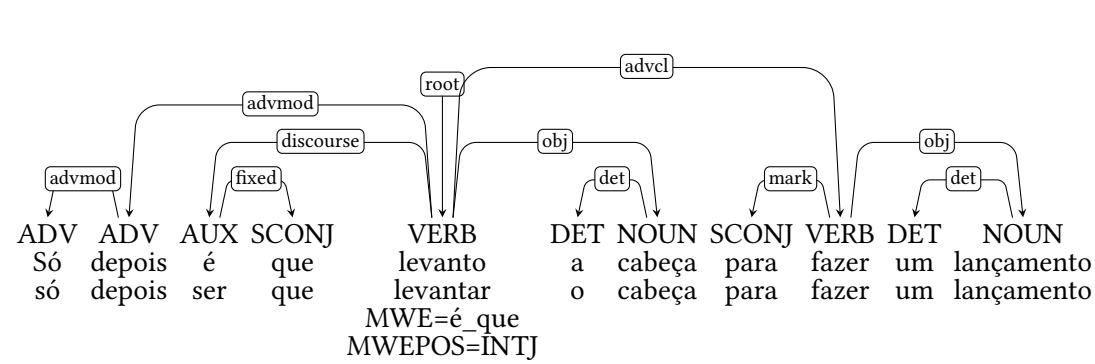 advcl
root
advmod
discourse obj obj
advmod fixed det mark det
ADV ADV AUX SCONJ VERB DET NOUN SCONJ VERB DET NOUN
Só depois é que levanto a cabeça para fazer um lançamento
só depois ser que levantar o cabeça para fazer um lançamento
MWE=é_que
MWEPOS=INTJ